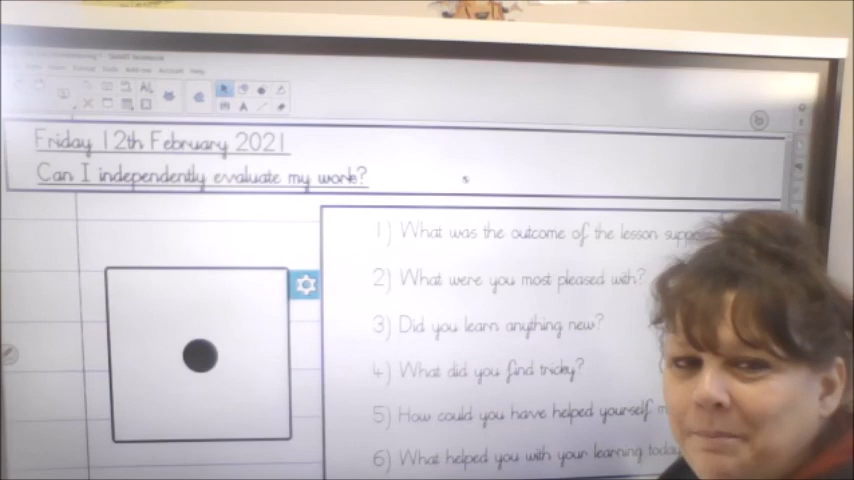 Friday 12th February 2021
Can I independently evaluate my work?
1) What was the outcome of the lesson
2) What were you most pleased with?
3) Did you learn anything new?
4) What did you find tricky?
5) How could you have helped yourself
6) What helped you with your learning today